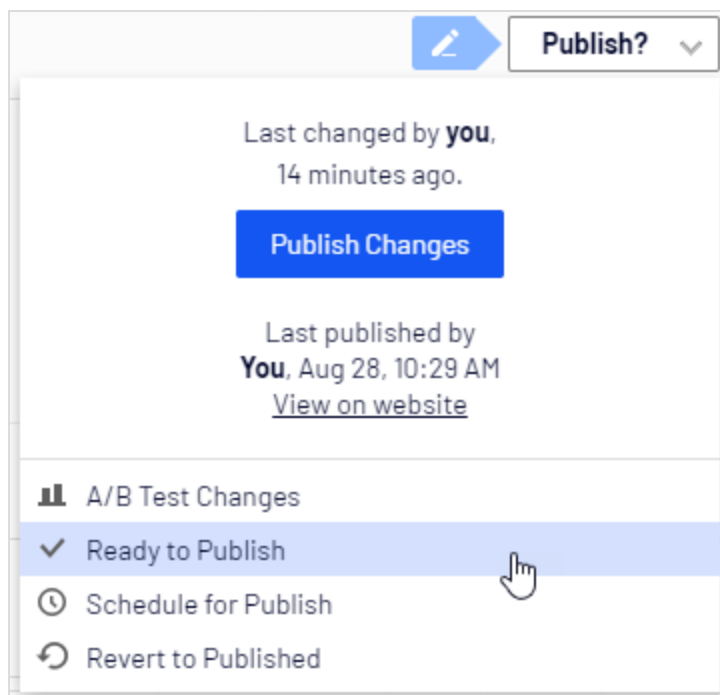 Publish?
Last changed by you,
14 minutes ago.
Publish Changes
Last published by
You, Aug 28, 10:29 AM
View on website
A/B Test Changes
Ready to Publish
Schedule for Publish
Revert to Published